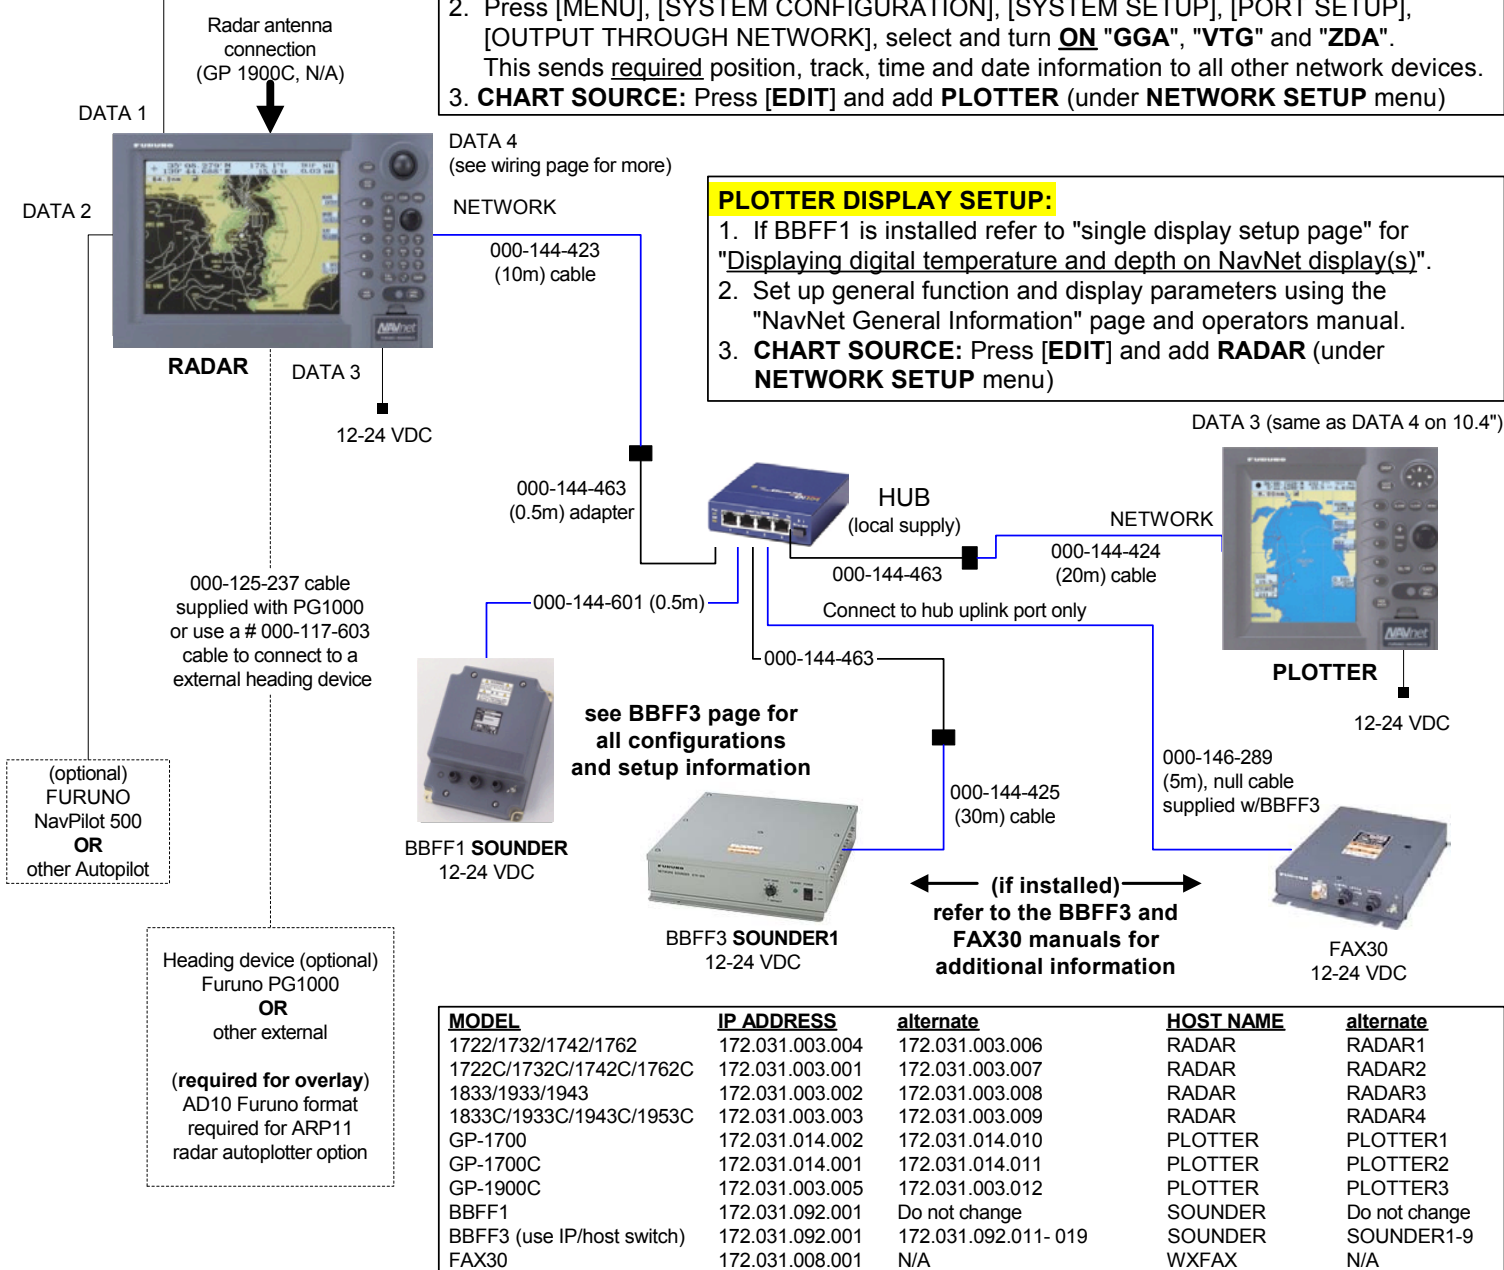 2. Press [MENU], [SYSTEM CONFIGURATION], [SYSTEM SETUP], [PORT SETUP],
[OUTPUT THROUGH NETWORK], select and turn ON "GGA", "VTG" and "ZDA".
This sends required position, track, time and date information to all other network devices.
3. CHART SOURCE: Press [EDIT] and add PLOTTER (under NETWORK SETUP menu)
Radar antenna
connection
(GP 1900C, N/A)
DATA 1
DATA 4
(see wiring page for more)
FURUNO
DATA 2
NETWORK
000-144-423
(10m) cable
NAVnet
RADAR
DATA 3
12-24 VDC
PLOTTER DISPLAY SETUP:
1. If BBFF1 is installed refer to "single display setup page" for
"Displaying digital temperature and depth on NavNet display(s)".
2. Set up general function and display parameters using the
"NavNet General Information" page and operators manual.
3. CHART SOURCE: Press [EDIT] and add RADAR (under
NETWORK SETUP menu)
DATA 3 (same as DATA 4 on 10.4")
000-144-463
(0.5m) adapter
HUB
(local supply)
NETWORK
000-144-424
(20m) cable
000-144-463
FURUNO
NAVnet
PLOTTER
12-24 VDC
000-125-237 cable
supplied with PG1000
or use a # 000-117-603
cable to connect to a
external heading device
000-144-601 (0.5m)
Connect to hub uplink port only
000-144-463
see BBFF3 page for
all configurations
and setup information
000-146-289
(5m), null cable
supplied w/BBFF3
000-144-425
(30m) cable
(optional)
FURUNO
NavPilot 500
OR
other Autopilot
BBFF1 SOUNDER
12-24 VDC
FURUNO
BBFF3 SOUNDER1
12-24 VDC
(if installed)
refer to the BBFF3 and
FAX30 manuals for
additional information
FAX30
12-24 VDC
Heading device (optional)
Furuno PG1000
OR
other external
(required for overlay)
AD10 Furuno format
required for ARP11
radar autoplotter option
MODEL IP ADDRESS alternate HOST NAME alternate
1722/1732/1742/1762 172.031.003.004 172.031.003.006 RADAR RADAR1
1722C/1732C/1742C/1762C 172.031.003.001 172.031.003.007 RADAR RADAR2
1833/1933/1943 172.031.003.002 172.031.003.008 RADAR RADAR3
1833C/1933C/1943C/1953C 172.031.003.003 172.031.003.009 RADAR RADAR4
GP-1700 172.031.014.002 172.031.014.010 PLOTTER PLOTTER1
GP-1700C 172.031.014.001 172.031.014.011 PLOTTER PLOTTER2
GP-1900C 172.031.003.005 172.031.003.012 PLOTTER PLOTTER3
BBFF1 172.031.092.001 Do not change SOUNDER Do not change
BBFF3 (use IP/host switch) 172.031.092.001 172.031.092.011- 019 SOUNDER SOUNDER1-9
FAX30 172.031.008.001 N/A WXFAX N/A